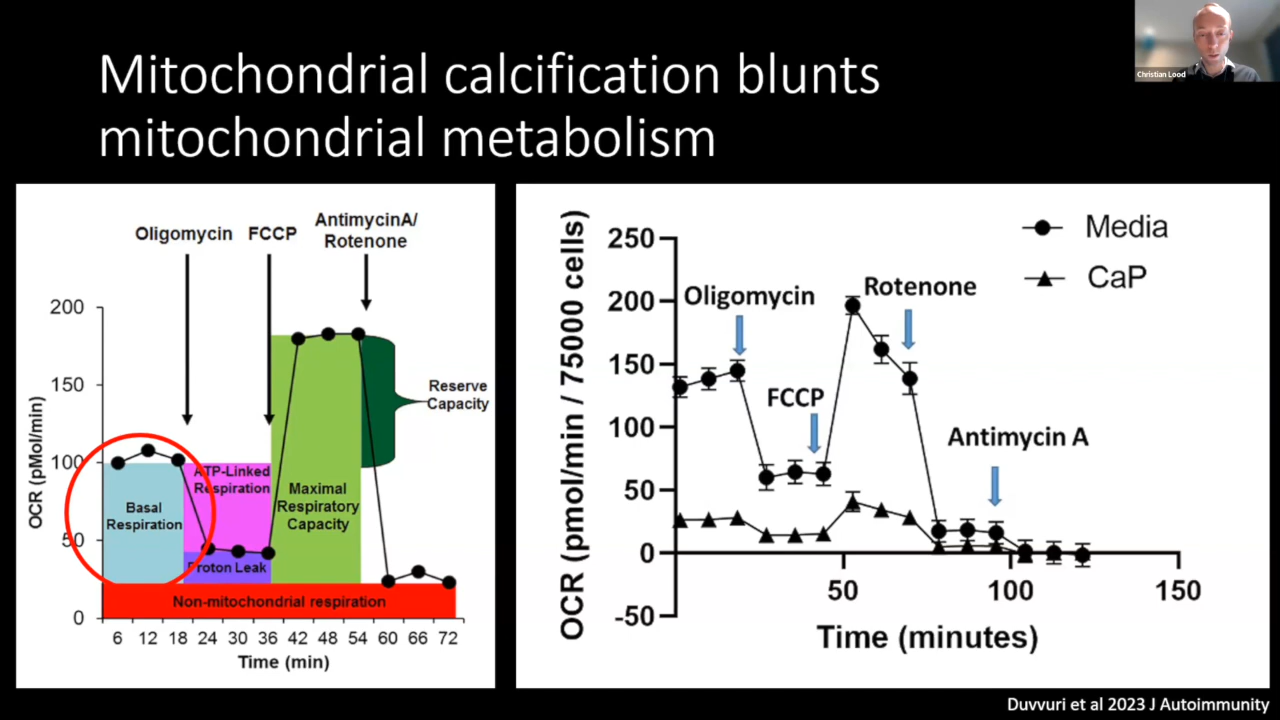 Christian Lood
Mitochondrial calcification blunts
mitochondrial metabolism
Oligomycin
FCCP
AntimycinA/
Rotenone
OCR (pMol/min)
200
150
100
50
0
Basal
Respiration
ATP-Linked
Respiration
Proton Leak
Maximal
Respiratory
Capacity
Reserve
Capacity
Non-mitochondrial respiration
6 12 18 24 30 36 42 48 54 60 66 72
Time (min)
OCR (pmol/min / 75000 cells)
250
200
150
100
50
0
-50
Media
CaP
Oligomycin
FCCP
Rotenone
Antimycin A
50 100 150
Time (minutes)
Duvvuri et al 2023 J Autoimmunity